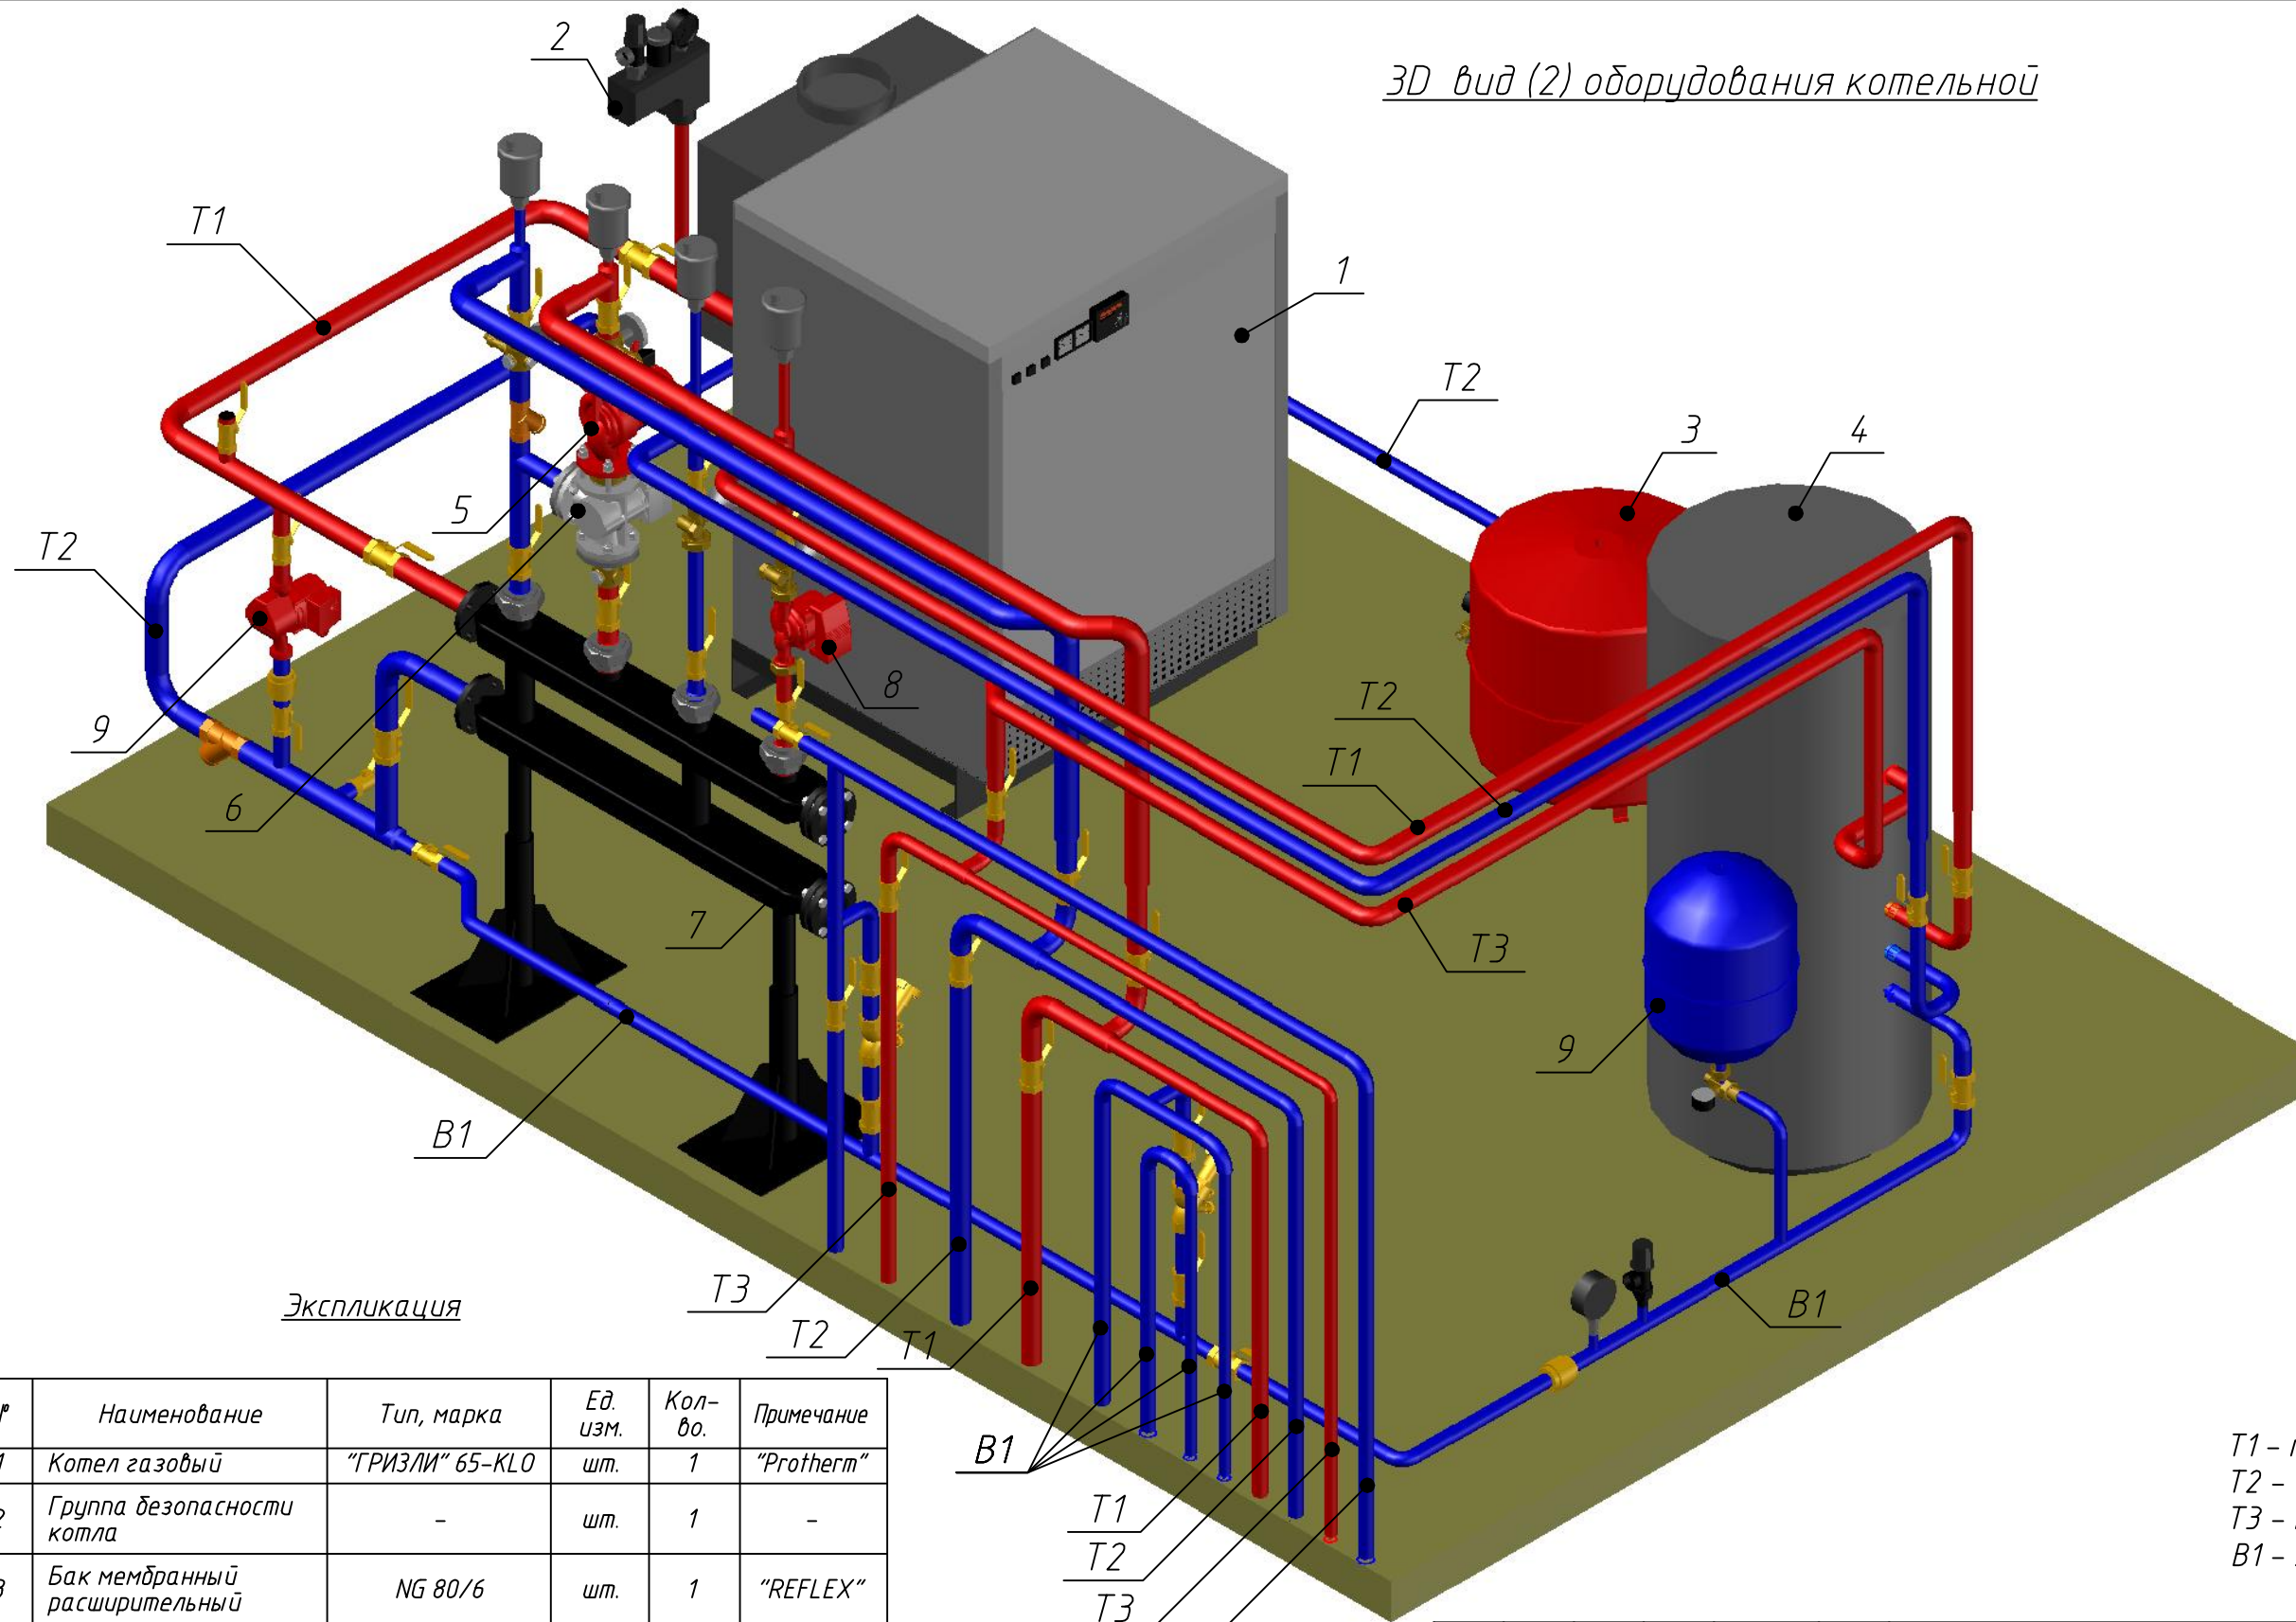 3D вид (2) оборудования котельной
2
T1
1
T2
3
4
5
T2
9
8
6
T2
T1
7
T3
9
B1
T3
T2
T1
B1
B1
T1
T2
T3
Экспликация
Наименование
Тип, марка
Ед. изм.
Кол-во.
Примечание
1
Котел газовый
"ГРИЗЛИ" 65-KLO
шт.
1
"Protherm"
2
Группа безопасности
котла
-
шт.
1
-
3
Бак мембранный
расширительный
NG 80/6
шт.
1
"REFLEX"
T1 –
T2 –
T3 –
B1 –